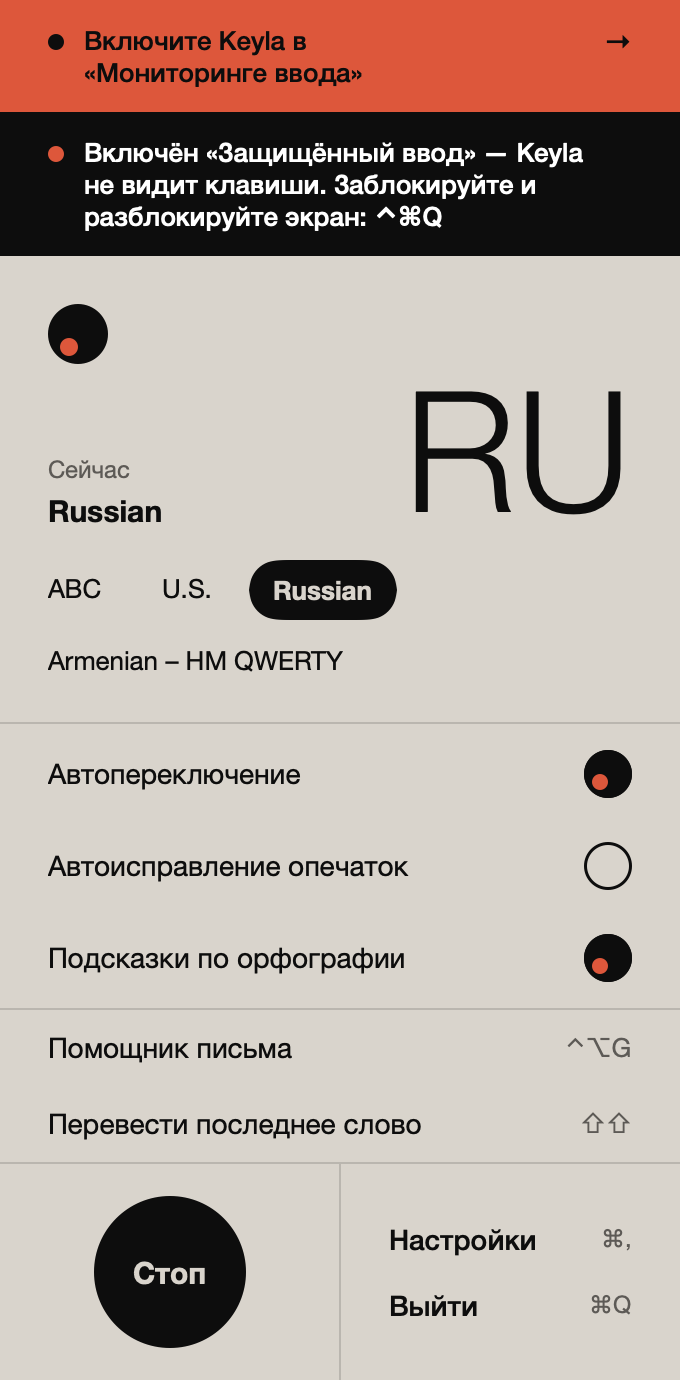 Включите Keyla в
«Мониторинге ввода» →
Включён «Защищённый ввод» — Keyla
не видит клавиши. Заблокируйте и
разблокируйте экран: ⌃⌘Q
RU
Сейчас
Russian
ABC U.S. Russian
Armenian – HM QWERTY
Автопереключение
Автоисправление опечаток
Подсказки по орфографии
Помощник письма ⌃⌥G
Перевести последнее слово ⇧⇧
Стоп
Настройки ⌘,
Выйти ⌘Q